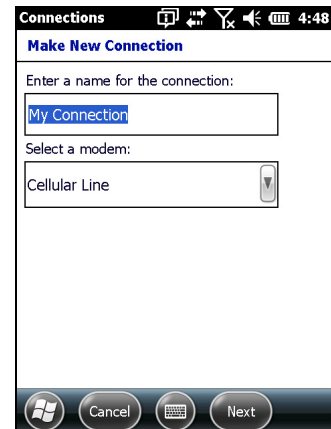 Connections 4:48
Make New Connection
Enter a name for the connection:
My Connection
Select a modem:
Cellular Line
Cancel Next